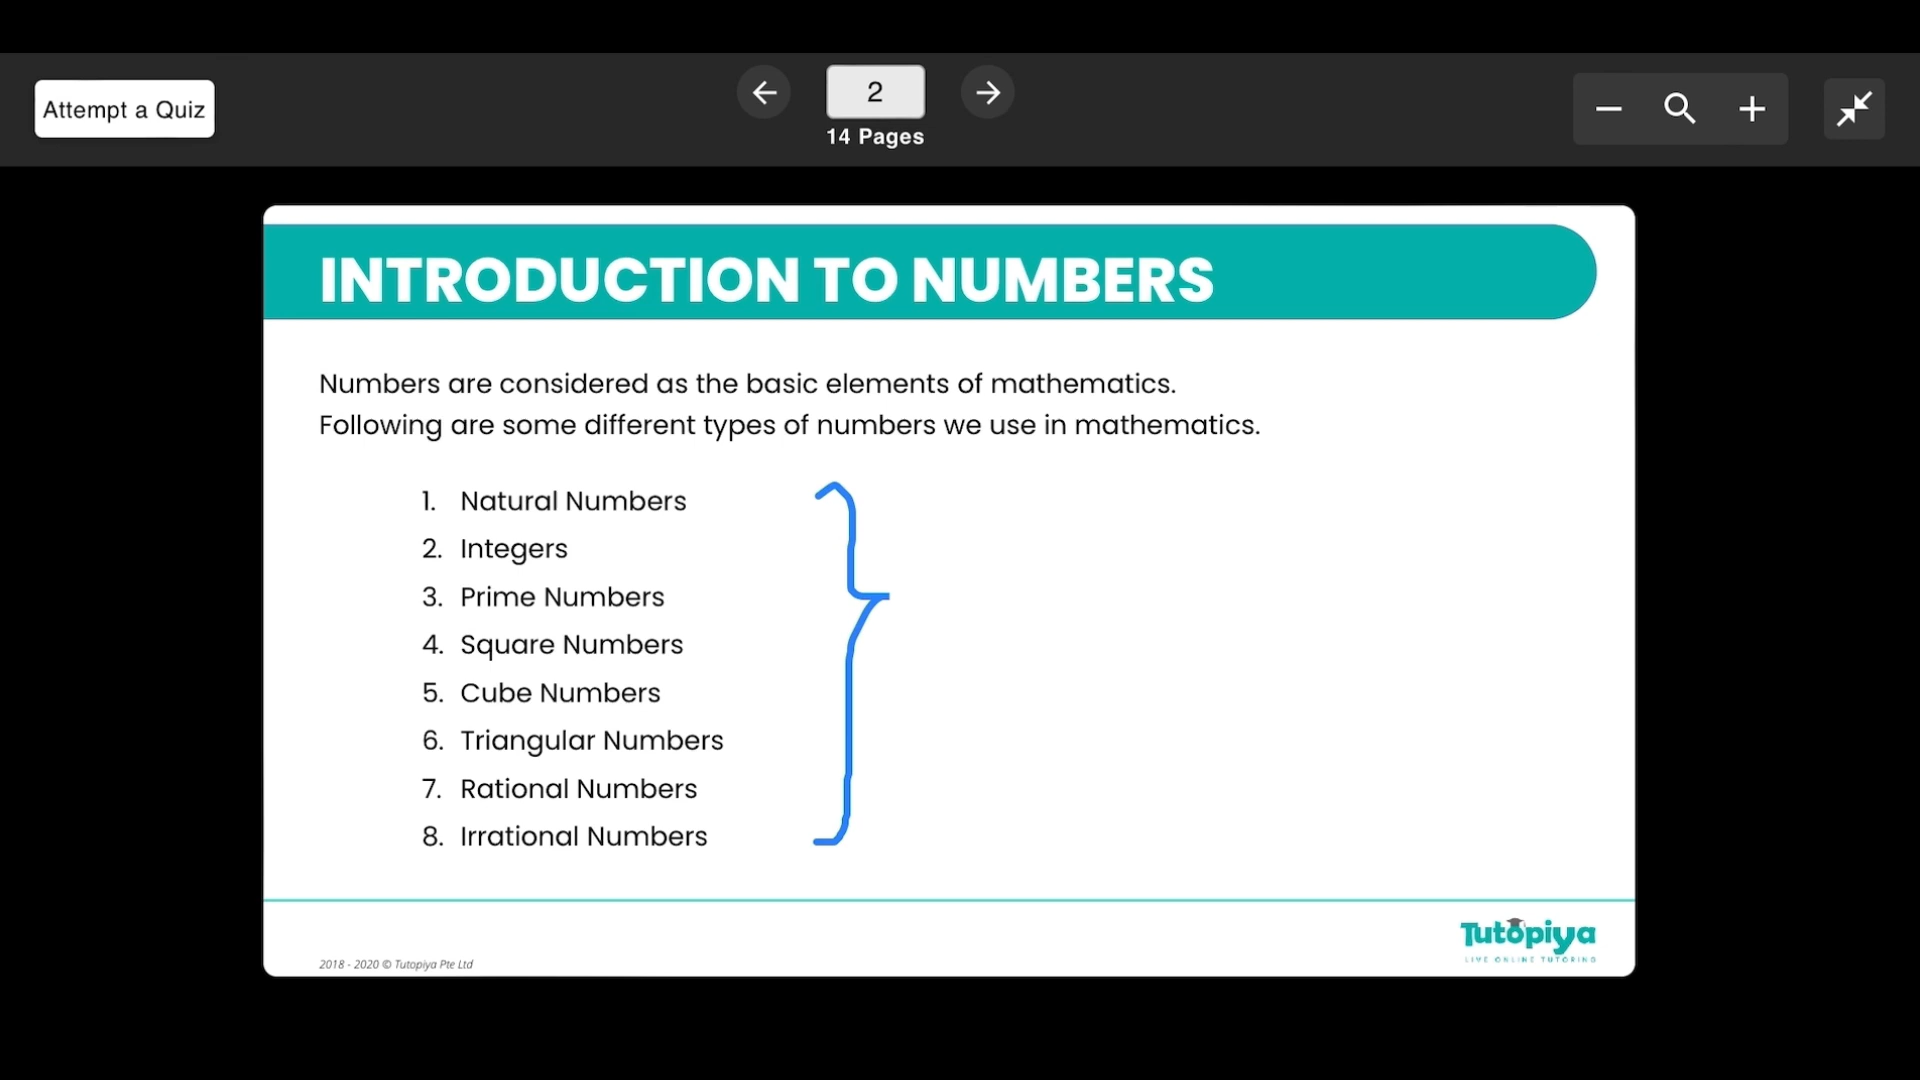 Attempt a Quiz
2
14 Pages
INTRODUCTION TO NUMBERS
Numbers are considered as the basic elements of mathematics.
Following are some different types of numbers we use in mathematics.
1. Natural Numbers
2. Integers
3. Prime Numbers
4. Square Numbers
5. Cube Numbers
6. Triangular Numbers
7. Rational Numbers
8. Irrational Numbers
Tutopiya
LIVE ONLINE TUTORING
2018 - 2020 © Tutopiya Pte Ltd